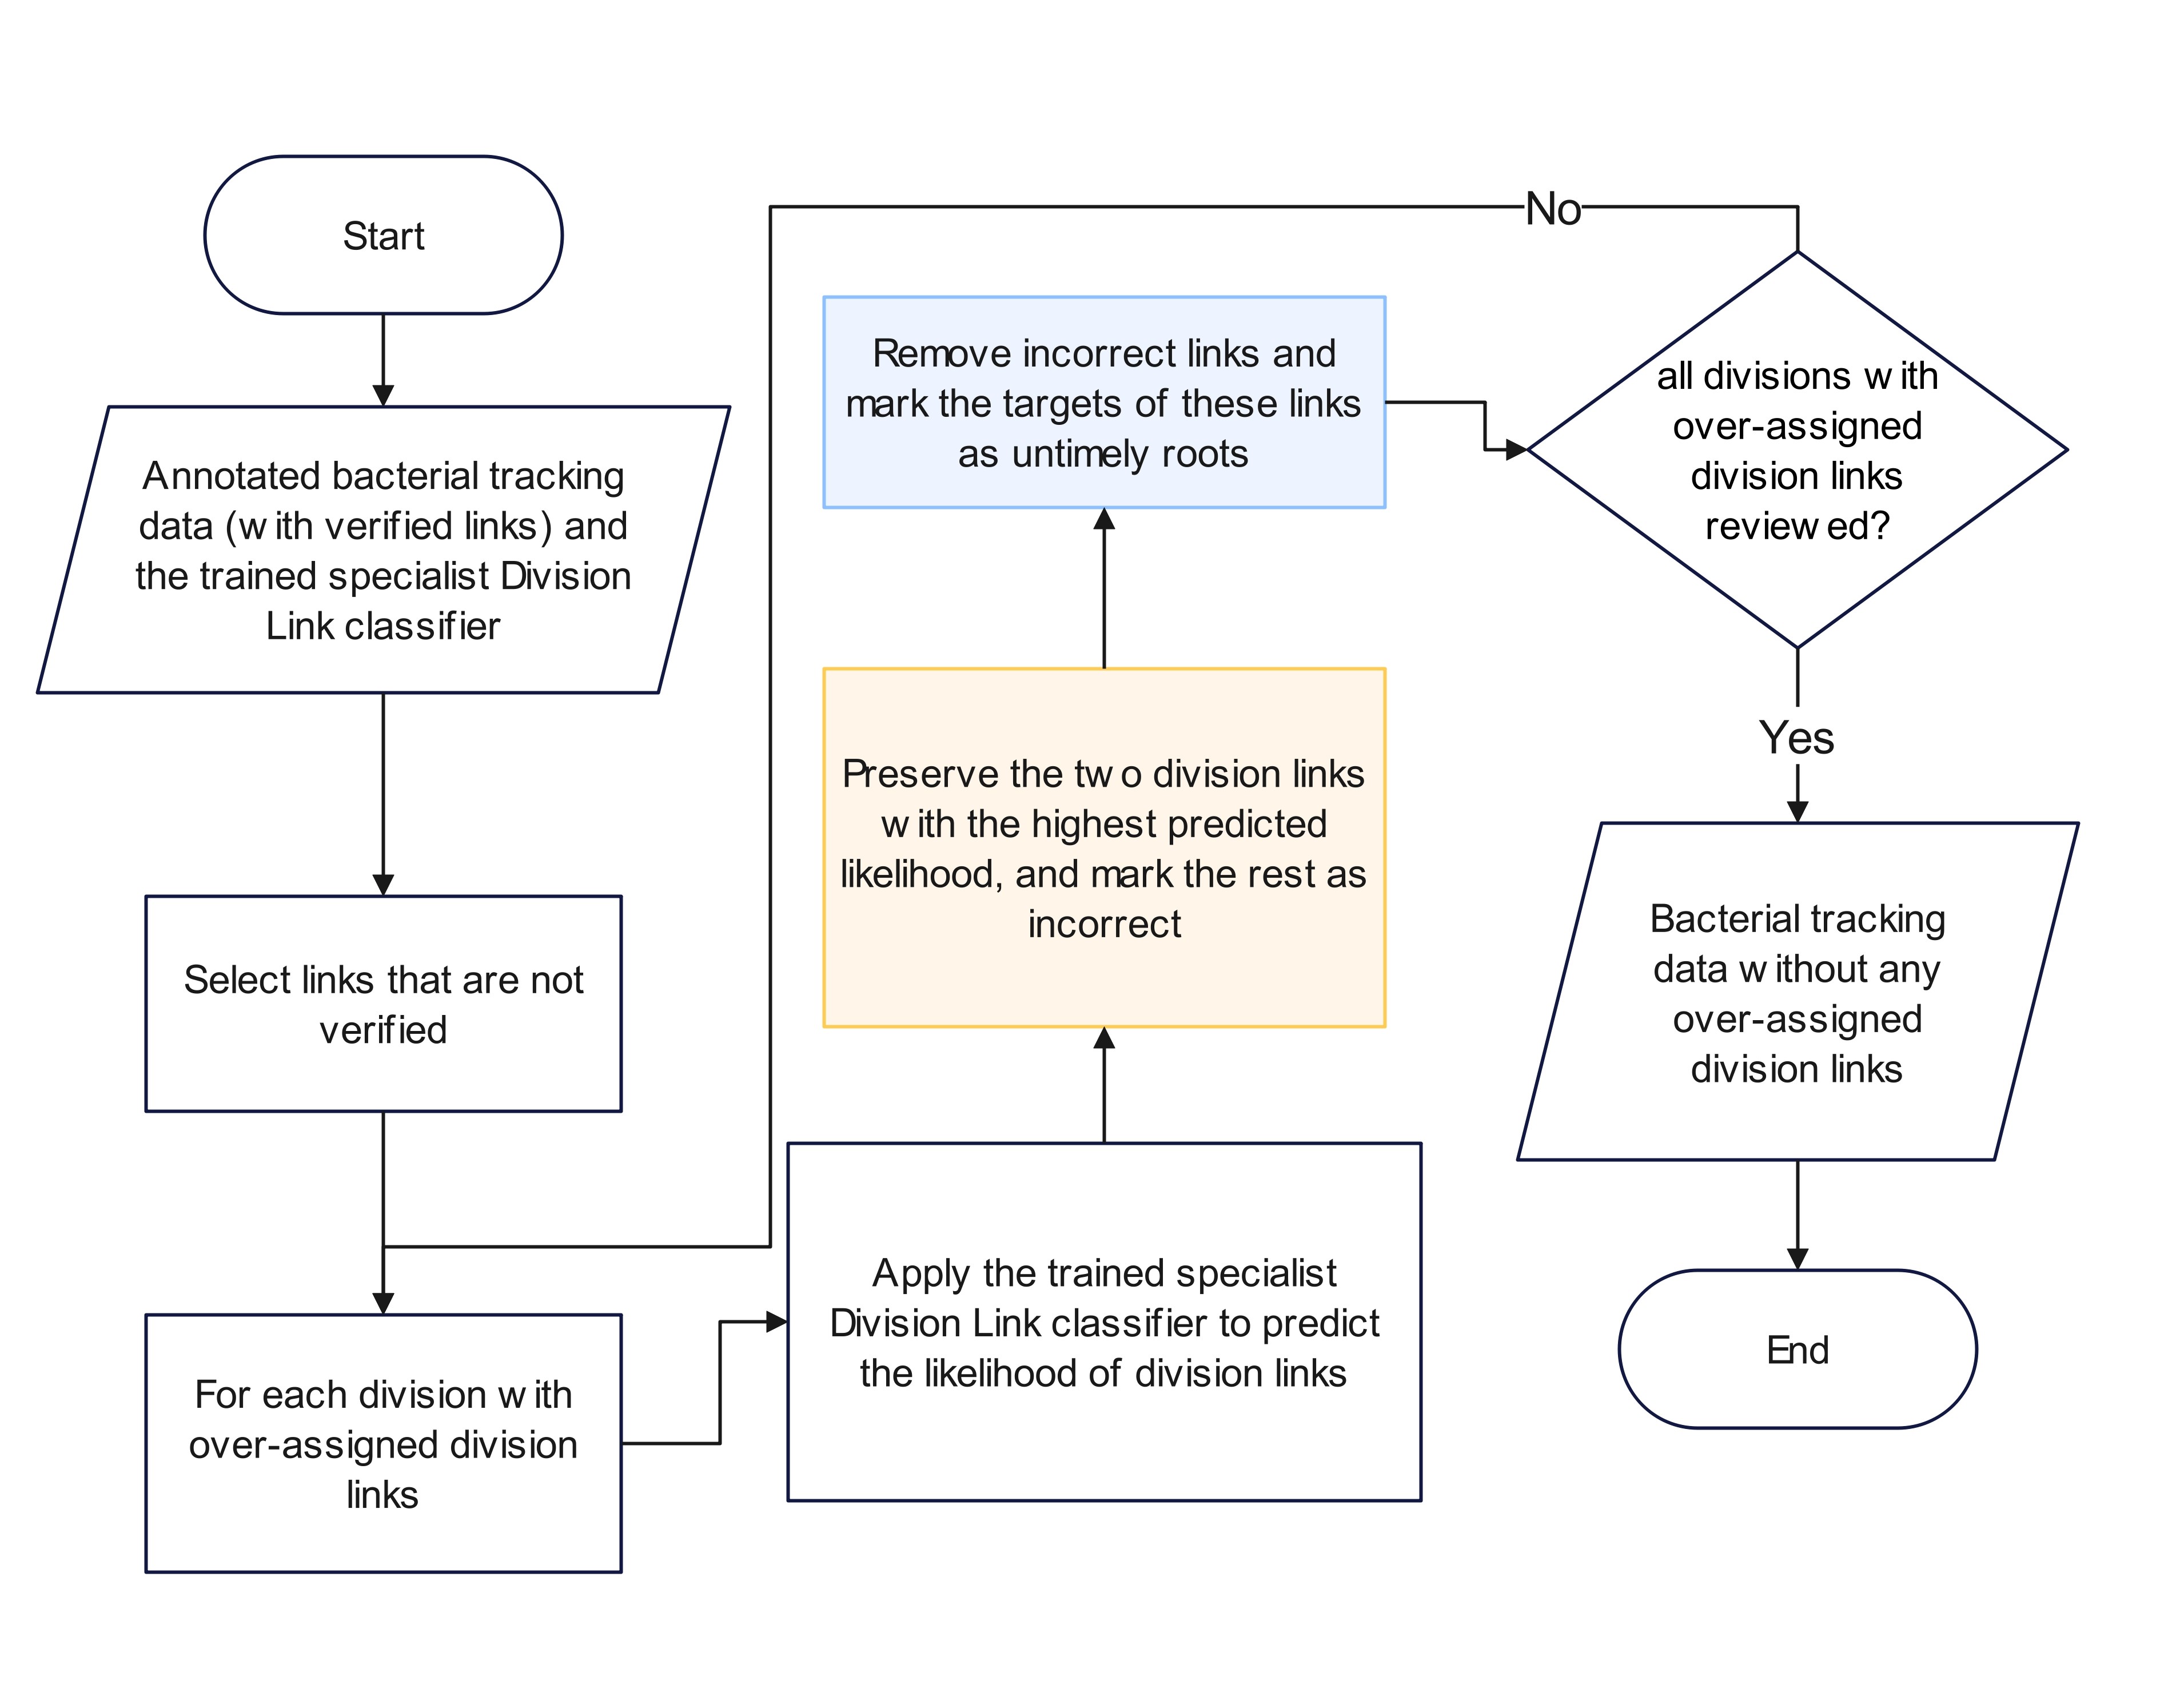 Start
Annotated bacterial tracking
data (with verified links) and
the trained specialist Division
Link classifier
Select links that are not
verified
For each division with
over-assigned division
links
Apply the trained specialist
Division Link classifier to predict
the likelihood of division links
Preserve the two division links
with the highest predicted
likelihood, and mark the rest as
incorrect
Remove incorrect links and
mark the targets of these links
as untimely roots
all divisions with
over-assigned
division links
reviewed?
No
Yes
Bacterial tracking
data without any
over-assigned
division links
End